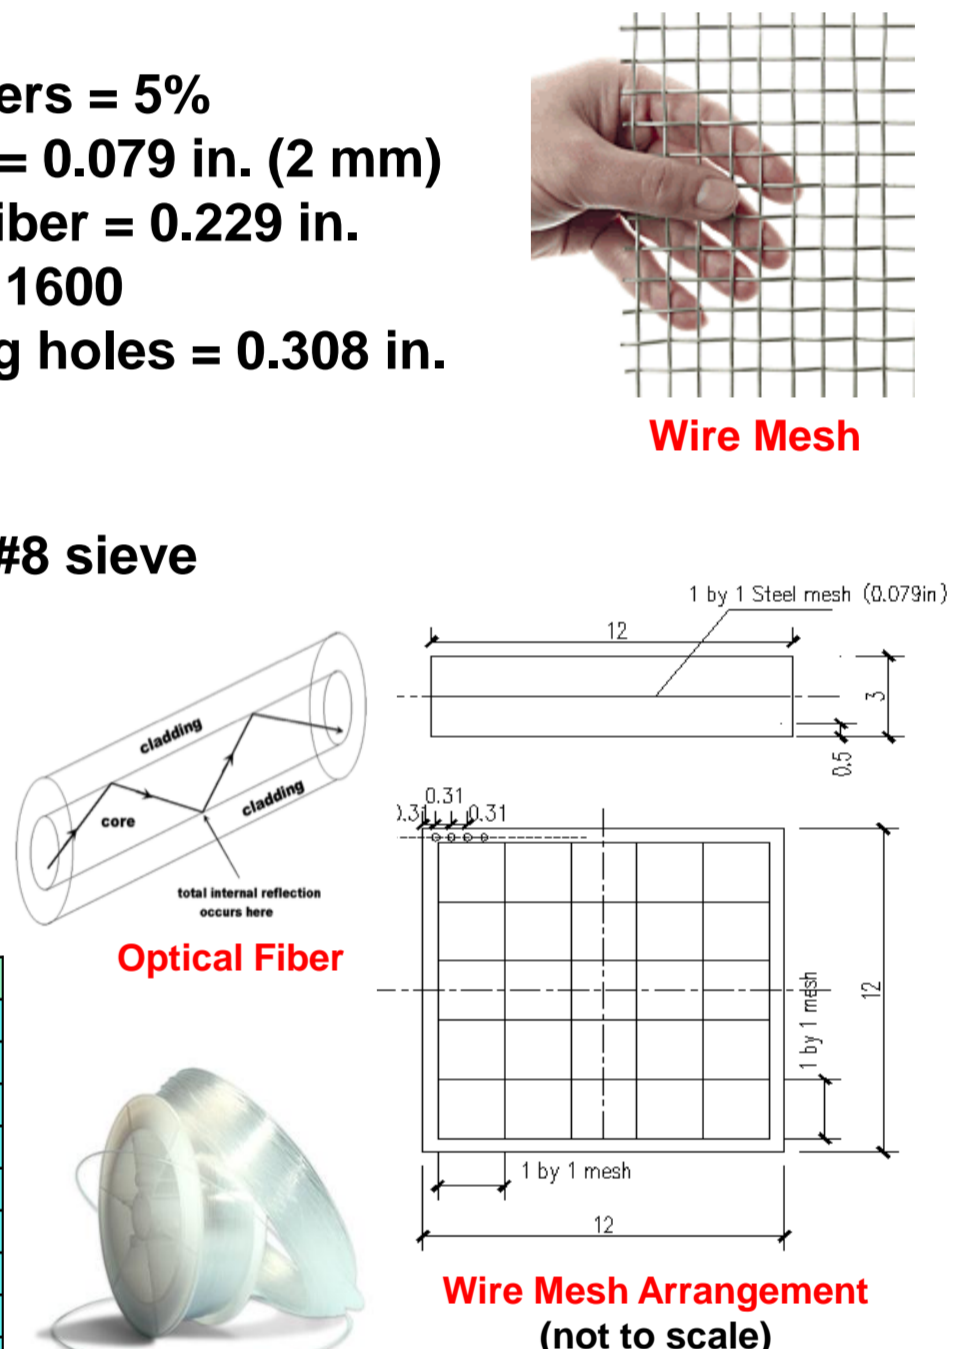 ers = 5%
= 0.079 in. (2 mm)
iber = 0.229 in.
1600
g holes = 0.308 in.
Wire Mesh
#8 sieve
1 by 1 Steel mesh (0.079in)
12
3
0.5
cladding
core
cladding
total internal reflection
occurs here
Optical Fiber
0.31
).31
0.31
12
1 by 1 mesh
1 by 1 mesh
12
Wire Mesh Arrangement
(not to scale)